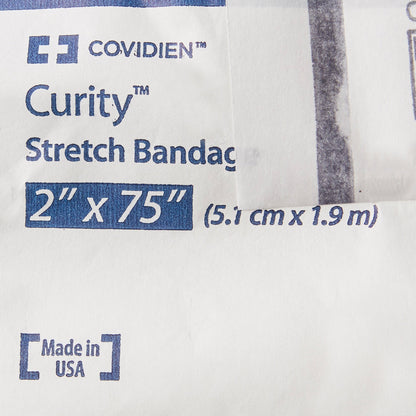 COVIDIEN™
Curity™
Stretch Bandag
2" x 75" (5.1 cm x 1.9 m)
Made in
USA